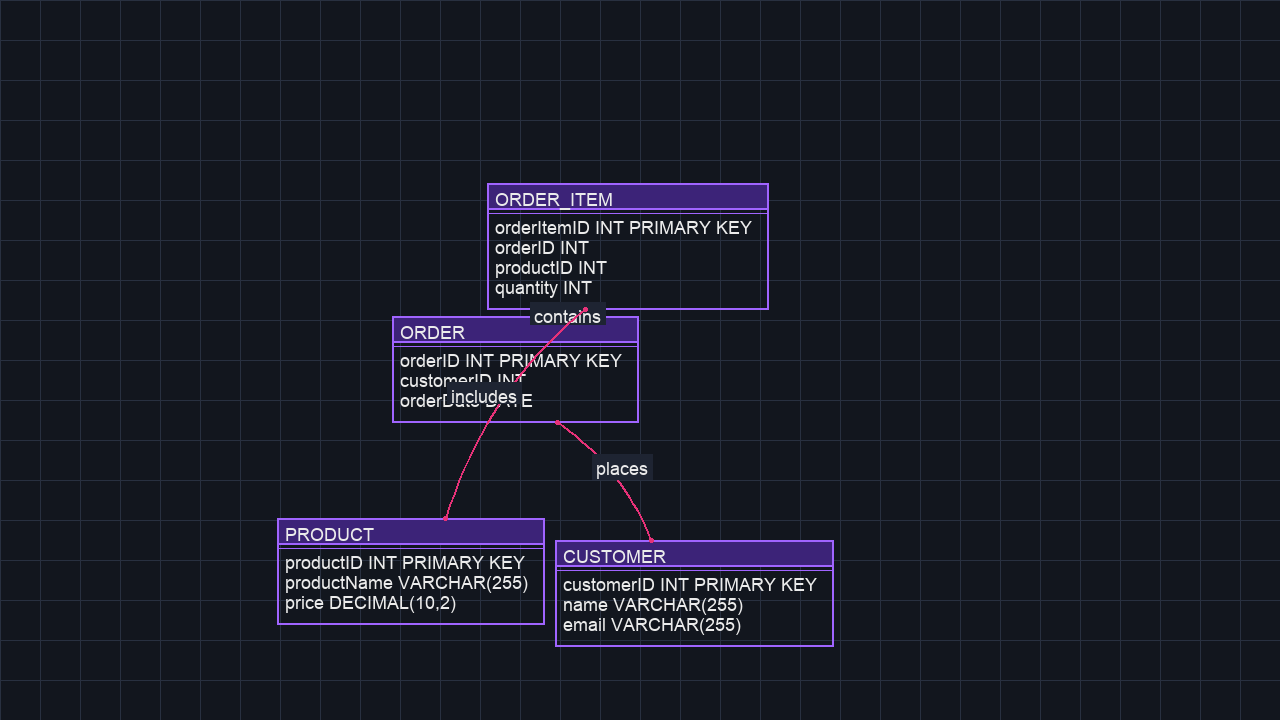 ORDER_ITEM
orderItemID INT PRIMARY KEY
orderID INT
productID INT
quantity INT
contains
ORDER
orderID INT PRIMARY KEY
customerID INT
orderDate DATE
includes
places
PRODUCT
productID INT PRIMARY KEY
productName VARCHAR(255)
price DECIMAL(10,2)
CUSTOMER
customerID INT PRIMARY KEY
name VARCHAR(255)
email VARCHAR(255)